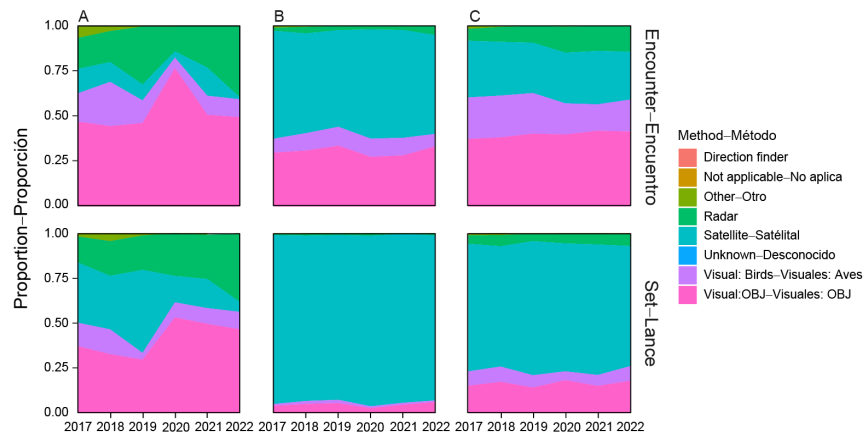 A
B
C
1.00
0.75
0.50
0.25
0.00
Encounter–Encuentro
Proportion–Proporción
1.00
0.75
0.50
0.25
0.00
Set–Lance
2017 2018 2019 2020 2021 2022
2017 2018 2019 2020 2021 2022
2017 2018 2019 2020 2021 2022
Method–Método
Direction finder
Not applicable–No aplica
Other–Otro
Radar
Satellite–Satélital
Unknown–Desconocido
Visual: Birds–Visuales: Aves
Visual:OBJ–Visuales: OBJ